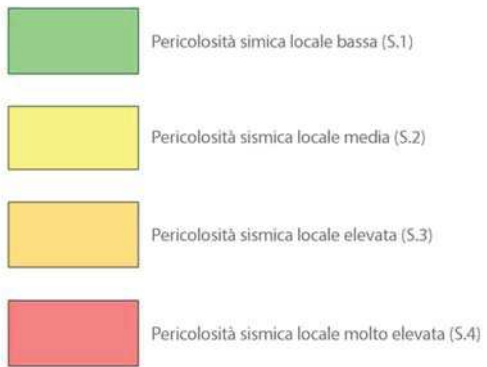 Pericolosità simica locale bassa (S.1)
Pericolosità sismica locale media (S.2)
Pericolosità sismica locale elevata (S.3)
Pericolosità sismica locale molto elevata (S.4)